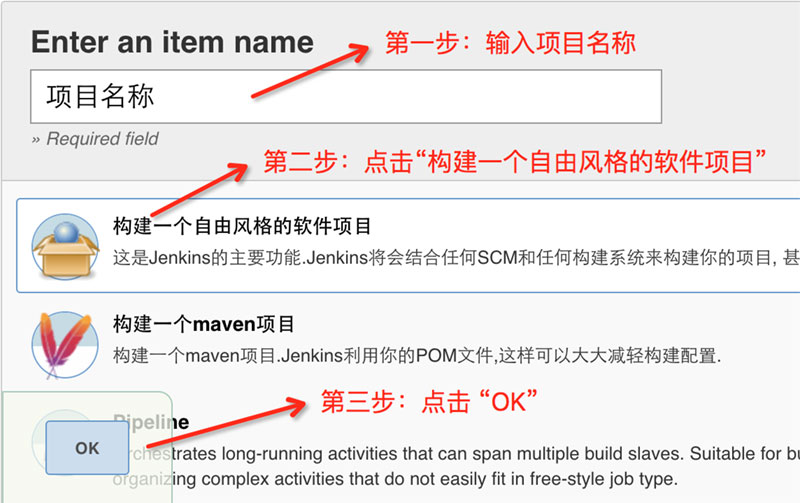 Enter an item name
第一步：输入项目名称
项目名称
» Required field
第二步：点击“构建一个自由风格的软件项目”
构建一个自由风格的软件项目
这是Jenkins的主要功能.Jenkins将会结合任何SCM和任何构建系统来构建你的项目, 甚
构建一个maven项目
构建一个maven项目.Jenkins利用你的POM文件,这样可以大大减轻构建配置.
第三步：点击 “OK”
Pipeline
OK
Orchestrates long-running activities that can span multiple build slaves. Suitable for bu
organizing complex activities that do not easily fit in free-style job type.